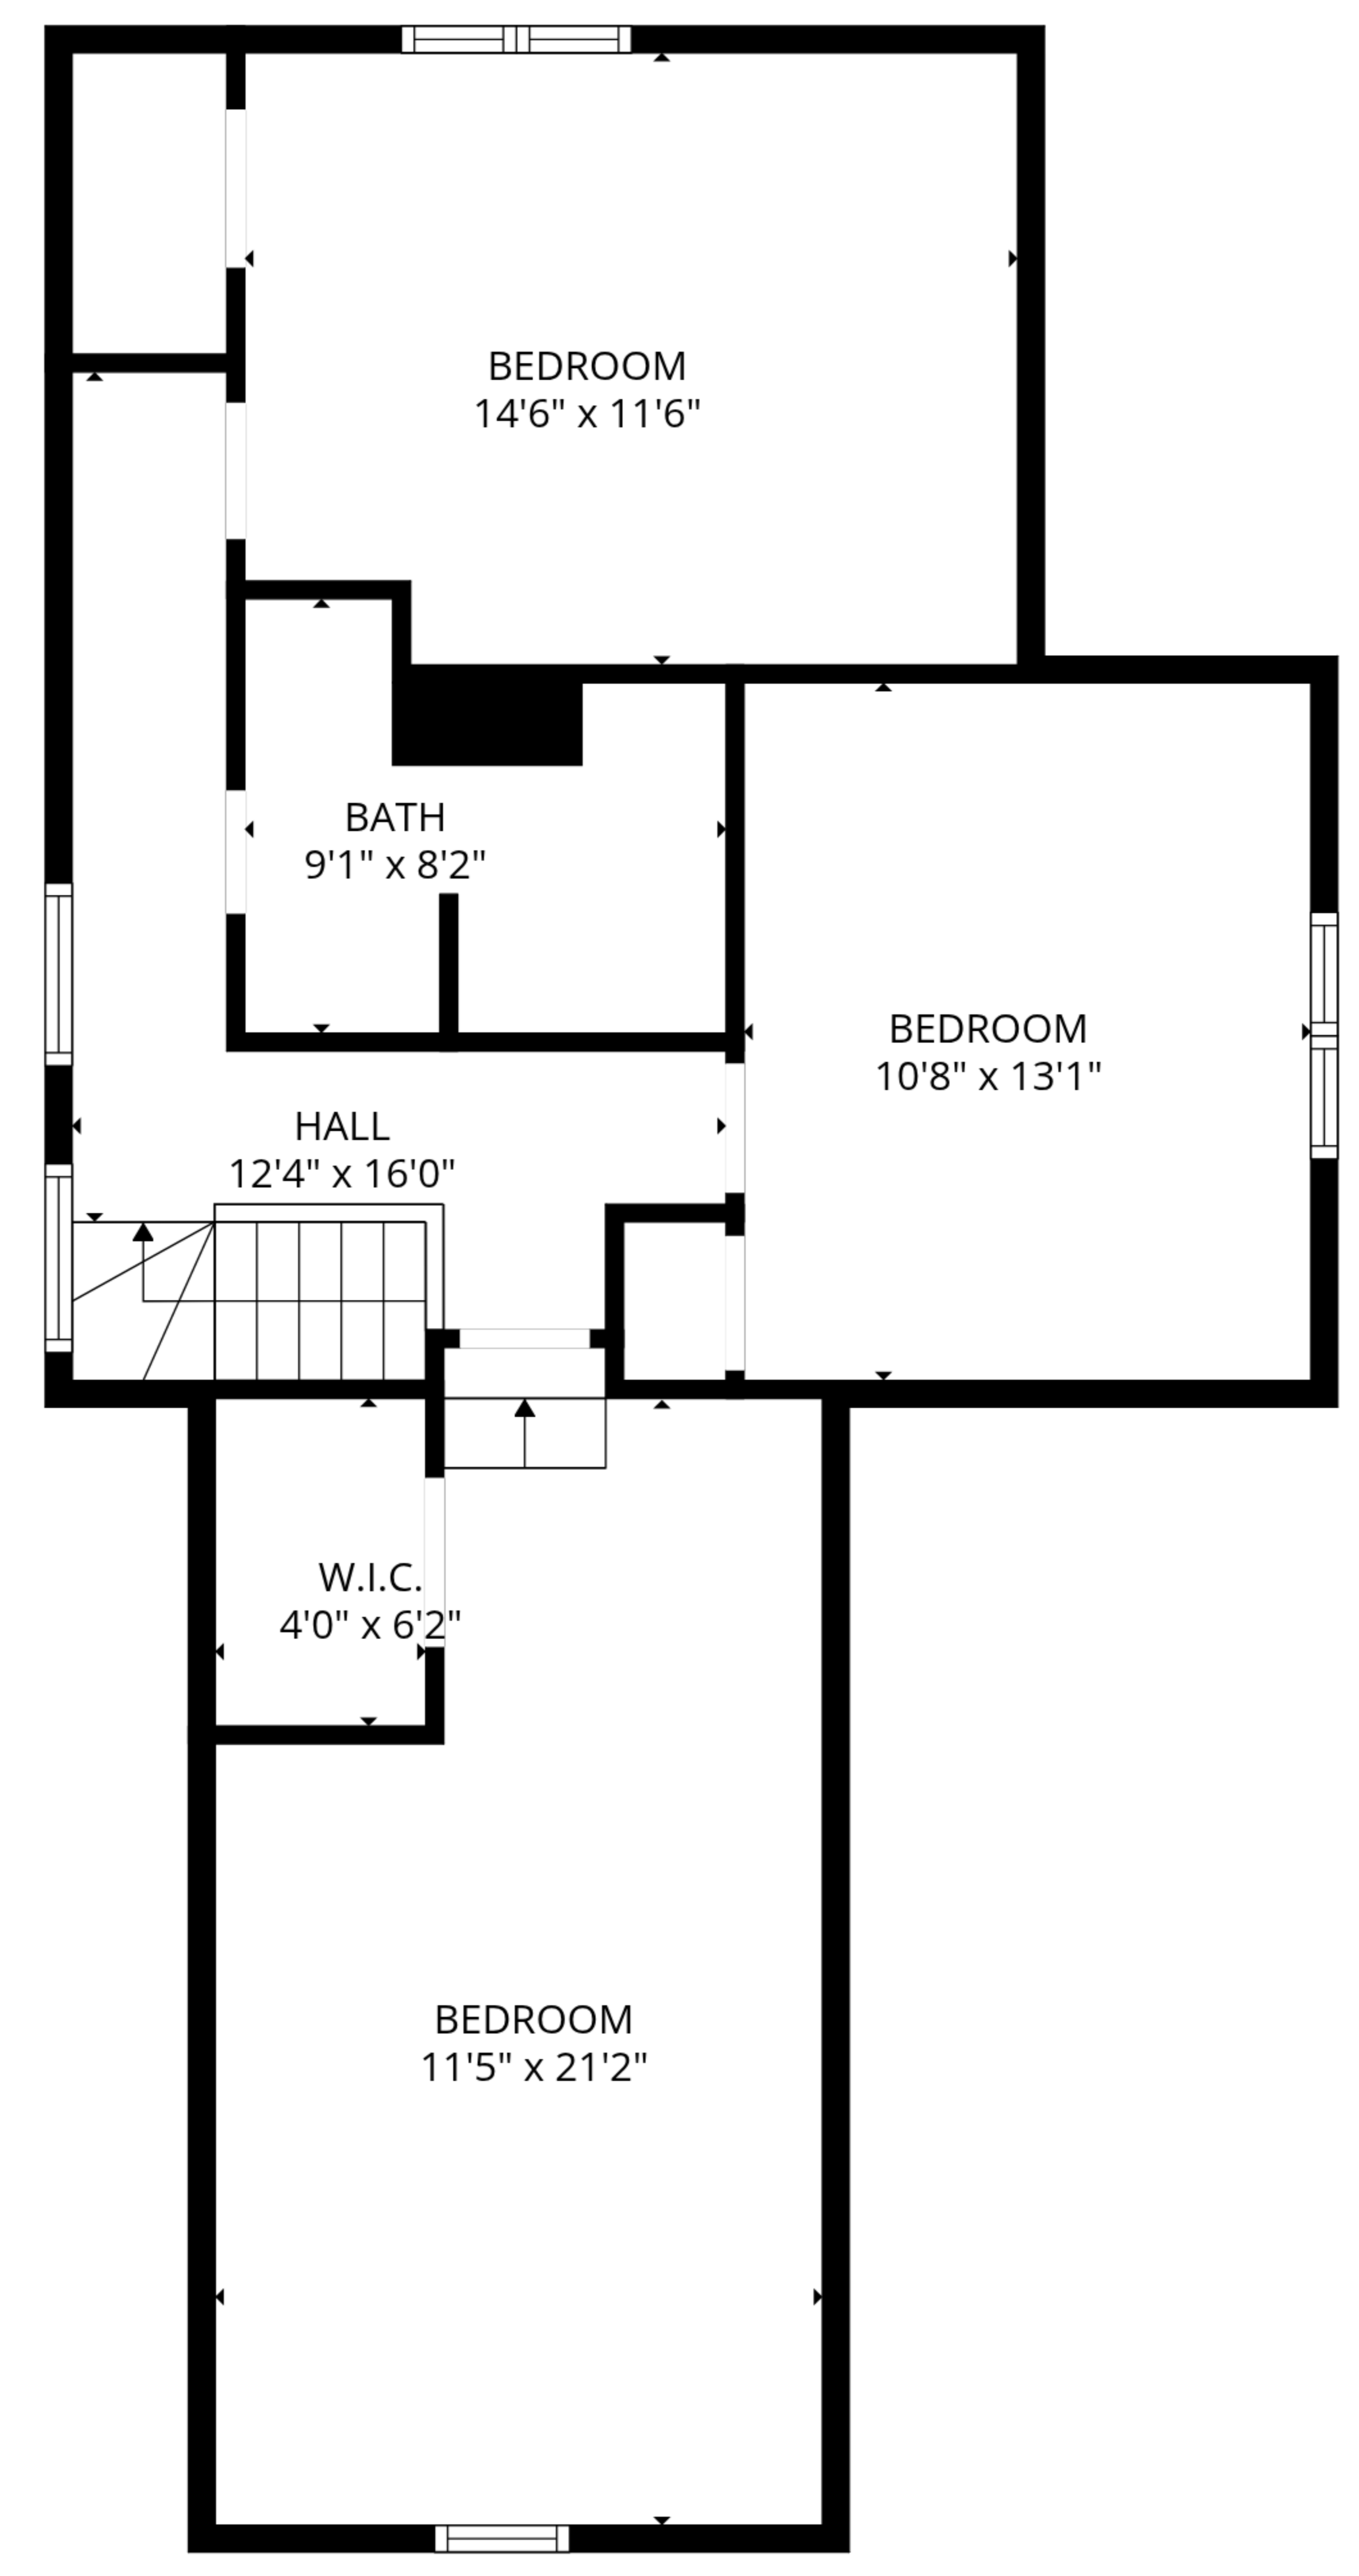 BEDROOM
14'6" x 11'6"
BATH
9'1" x 8'2"
BEDROOM
10'8" x 13'1"
HALL
12'4" x 16'0"
W.I.C.
4'0" x 6'2"
BEDROOM
11'5" x 21'2"